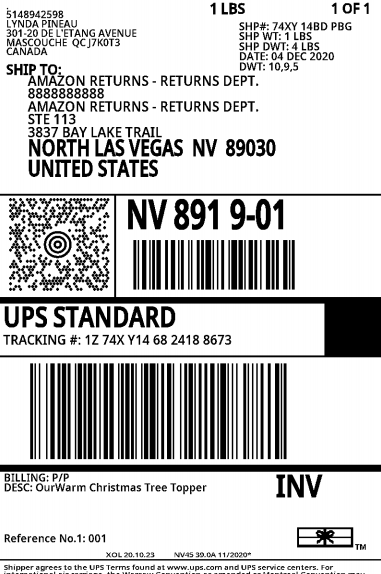 5148942598
LYNDA PINEAU
301-20 DE L'ETANG AVENUE
MASCOUCHE QC J7K0T3
CANADA
1 LBS
1 OF 1
SHP#: 74XY 14BD PBG
SHP WT: 1 LBS
SHP DWT: 4 LBS
DATE: 04 DEC 2020
DWT: 10,9,5
SHIP TO:
AMAZON RETURNS - RETURNS DEPT.
8888888888
AMAZON RETURNS - RETURNS DEPT.
STE 113
3837 BAY LAKE TRAIL
NORTH LAS VEGAS NV 89030
UNITED STATES
NV 891 9-01
UPS STANDARD
TRACKING #: 1Z 74X Y14 68 2418 8673
BILLING: P/P
DESC: OurWarm Christmas Tree Topper
INV
Reference No.1: 001
TM
XOL 20.10.23 NV45 39.0A 11/2020*
Shipper agrees to the UPS Terms found at www.ups.com and UPS service centers. For